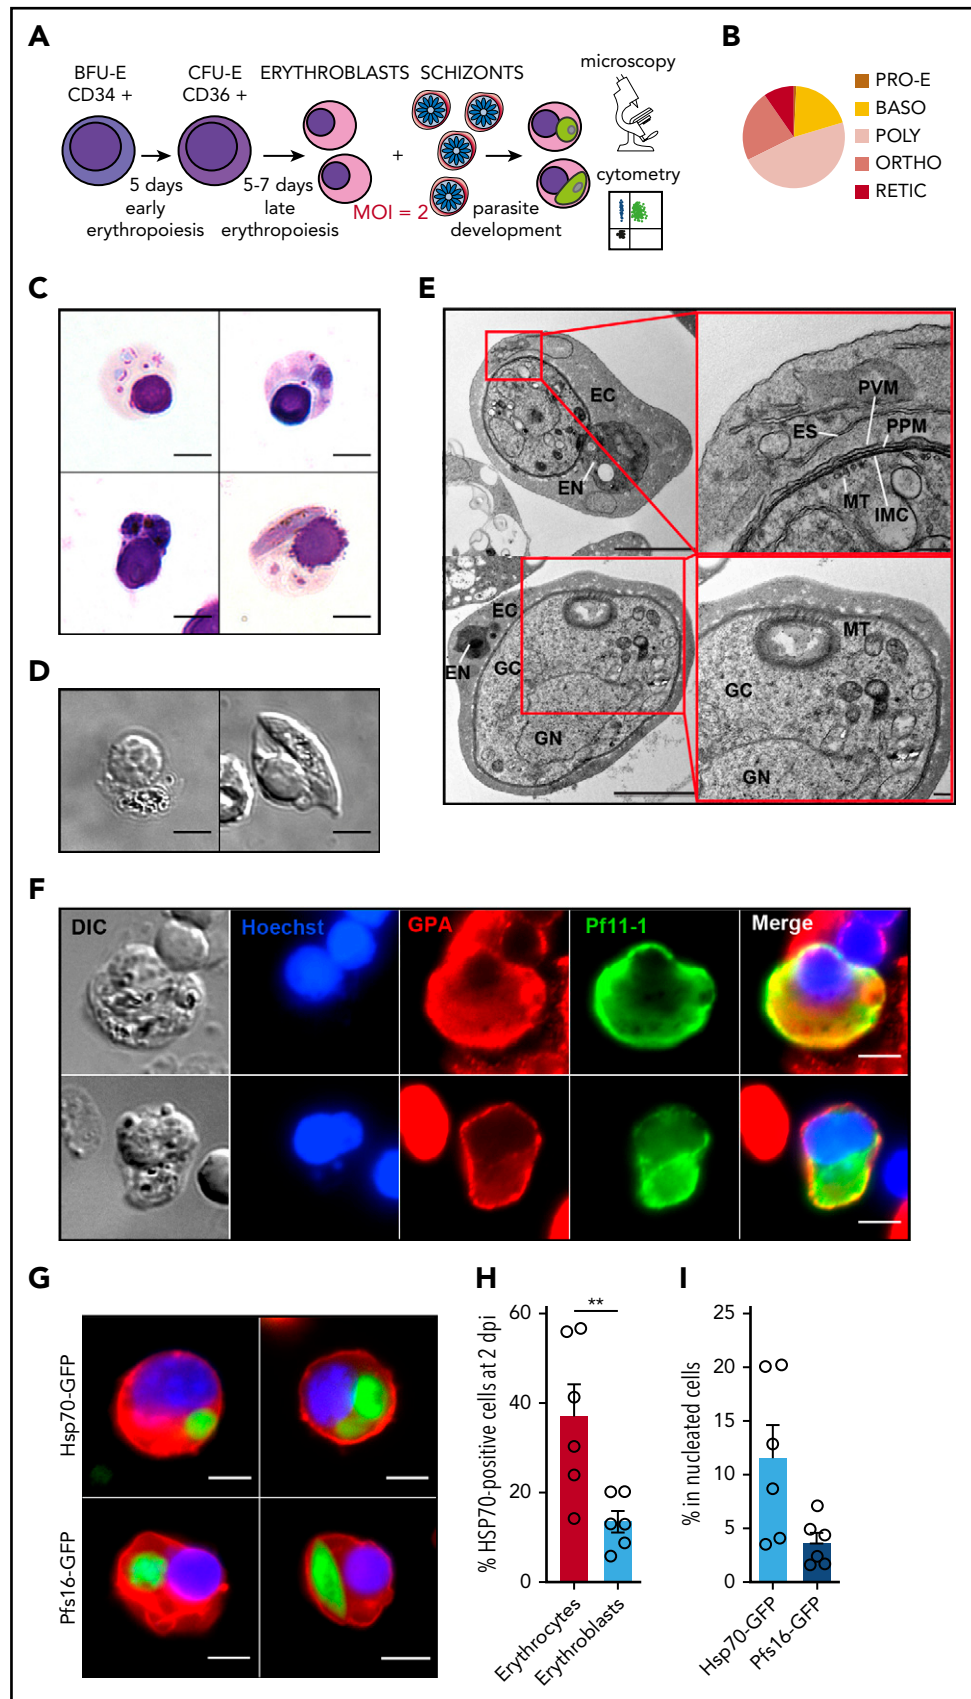 A
BFU-E
CD34 +
CFU-E
CD36 +
ERYTHROBLASTS
SCHIZONTS
microscopy
5 days
early
erythropoiesis
5-7 days
late
erythropoiesis
+
MOI = 2
parasite
development
cytometry
B
PRO-E
BASO
POLY
ORTHO
RETIC
C
D
E
EC
EN
PVM
ES
PPM
MT
IMC
EC
EN
GC
GN
MT
GC
GN
F
DIC
Hoechst
GPA
Pf11-1
Merge
G
Hsp70-GFP
Pfs16-GFP
H
% HSP70-positive cells at 2 dpi
60
40
20
0
**
Erythrocytes
Erythroblasts
I
% in nucleated cells
25
20
15
10
5
0
Hsp70-GFP
Pfs16-GFP